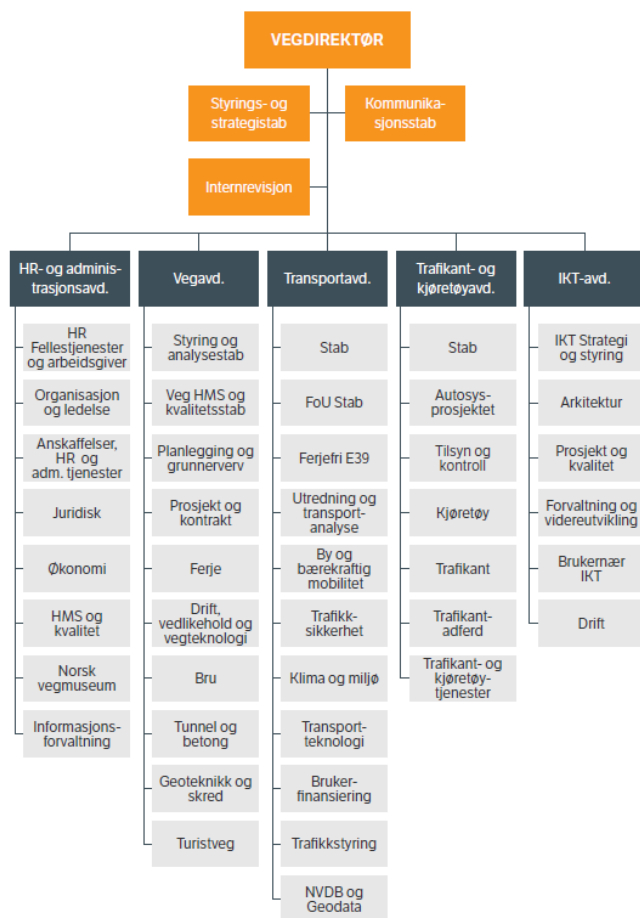 VEGDIREKTØR
Styrings- og
strategistab
Kommunika-
sjonsstab
Internrevisjon
HR- og adminis-
trasjonsavd.
HR
Fellestjenester
og arbeidsgiver
Organisasjon
og ledelse
Anskaffelser,
HR og
adm. tjenester
Juridisk
Økonomi
HMS og
kvalitet
Norsk
vegmuseum
Informasjons-
forvaltning
Vegavd.
Styring og
analysestab
Veg HMS og
kvalitetsstab
Planlegging og
grunnerverv
Prosjekt og
kontrakt
Ferje
Drift,
vedlikehold og
vegteknologi
Bru
Tunnel og
betong
Geoteknikk og
skred
Turistveg
Transportavd.
Stab
FoU Stab
Ferjefri E39
Utredning og
transport-
analyse
By og
bærekraftig
mobilitet
Trafikk-
sikkerhet
Klima og miljø
Transport-
teknologi
Bruker-
finansiering
Trafikkstyring
NVDB og
Geodata
Trafikant- og
kjøretøyavd.
Stab
Autosys-
prosjektet
Tilsyn og
kontroll
Kjøretøy
Trafikant
Trafikant-
adferd
Trafikant- og
kjøretøy-
tjenester
IKT-avd.
IKT Strategi
og styring
Arkitektur
Prosjekt og
kvalitet
Forvaltning og
videreutvikling
Brukernær
IKT
Drift